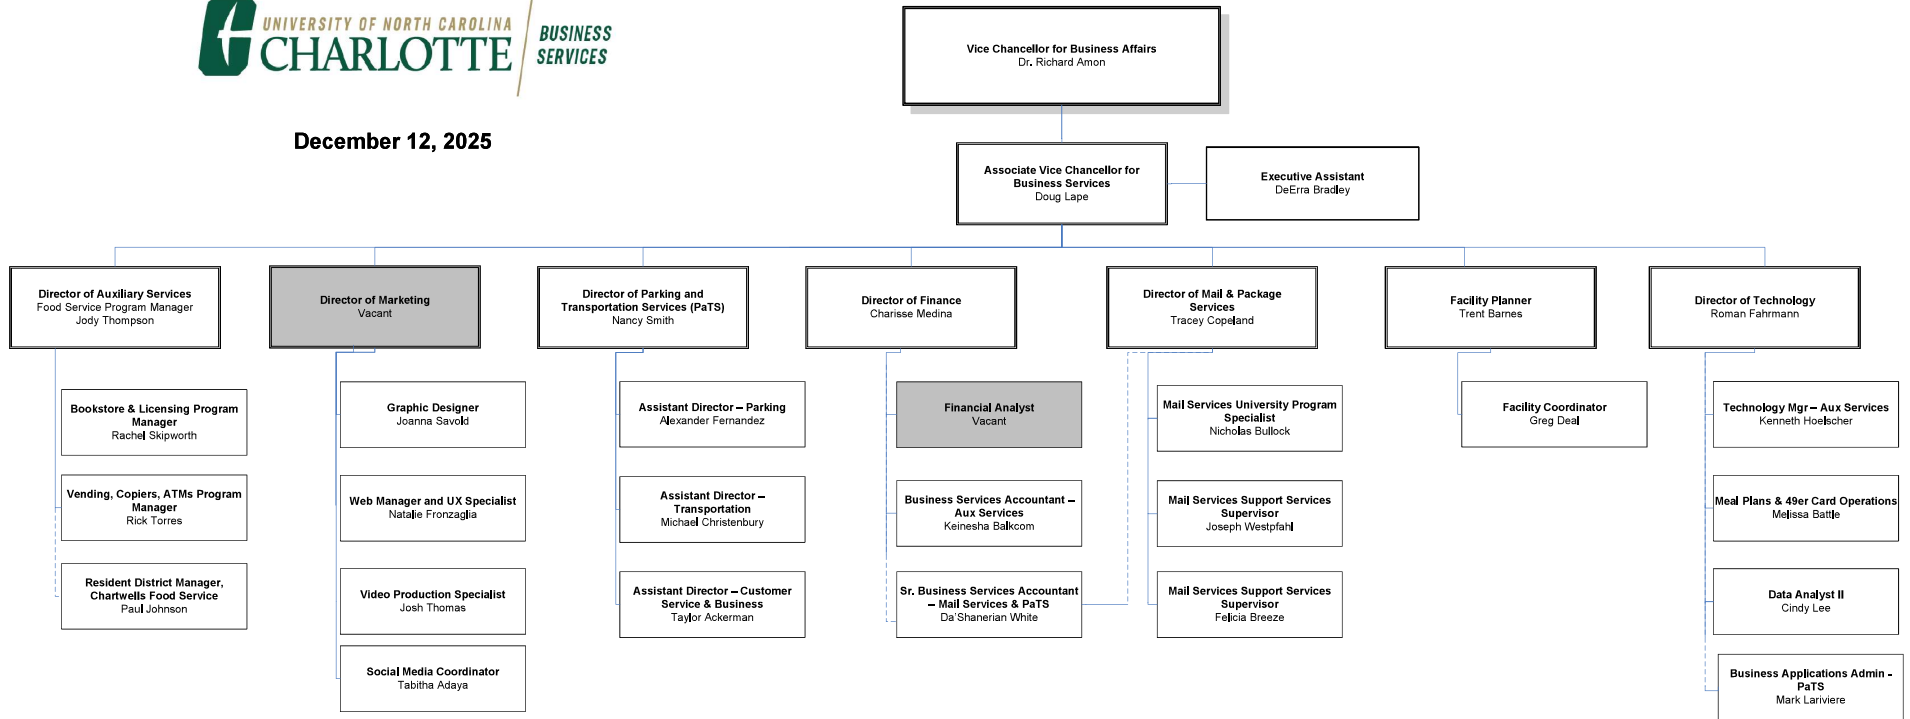 UNIVERSITY OF NORTH CAROLINA
CHARLOTTE
BUSINESS
SERVICES
December 12, 2025
Vice Chancellor for Business Affairs
Dr. Richard Amon
Associate Vice Chancellor for
Business Services
Doug Lape
Executive Assistant
DeErra Bradley
Director of Auxiliary Services
Food Service Program Manager
Jody Thompson
Director of Marketing
Vacant
Director of Parking and
Transportation Services (PaTS)
Nancy Smith
Director of Finance
Charisse Medina
Director of Mail & Package
Services
Tracey Copeland
Facility Planner
Trent Barnes
Director of Technology
Roman Fahrmann
Bookstore & Licensing Program
Manager
Rachel Skipworth
Vending, Copiers, ATMs Program
Manager
Rick Torres
Resident District Manager,
Chartwells Food Service
Paul Johnson
Graphic Designer
Joanna Savold
Web Manager and UX Specialist
Natalie Fronzaglia
Video Production Specialist
Josh Thomas
Social Media Coordinator
Tabitha Adaya
Assistant Director – Parking
Alexander Fernandez
Assistant Director –
Transportation
Michael Christenbury
Assistant Director – Customer
Service & Business
Taylor Ackerman
Financial Analyst
Vacant
Business Services Accountant –
Aux Services
Keinesha Balkcom
Sr. Business Services Accountant
– Mail Services & PaTS
Da'Shanerian White
Mail Services University Program
Specialist
Nicholas Bullock
Mail Services Support Services
Supervisor
Joseph Westpfahl
Mail Services Support Services
Supervisor
Felicia Breeze
Facility Coordinator
Greg Deal
Technology Mgr – Aux Services
Kenneth Hoelscher
Meal Plans & 49er Card Operations
Melissa Battle
Data Analyst II
Cindy Lee
Business Applications Admin -
PaTS
Mark Lariviere